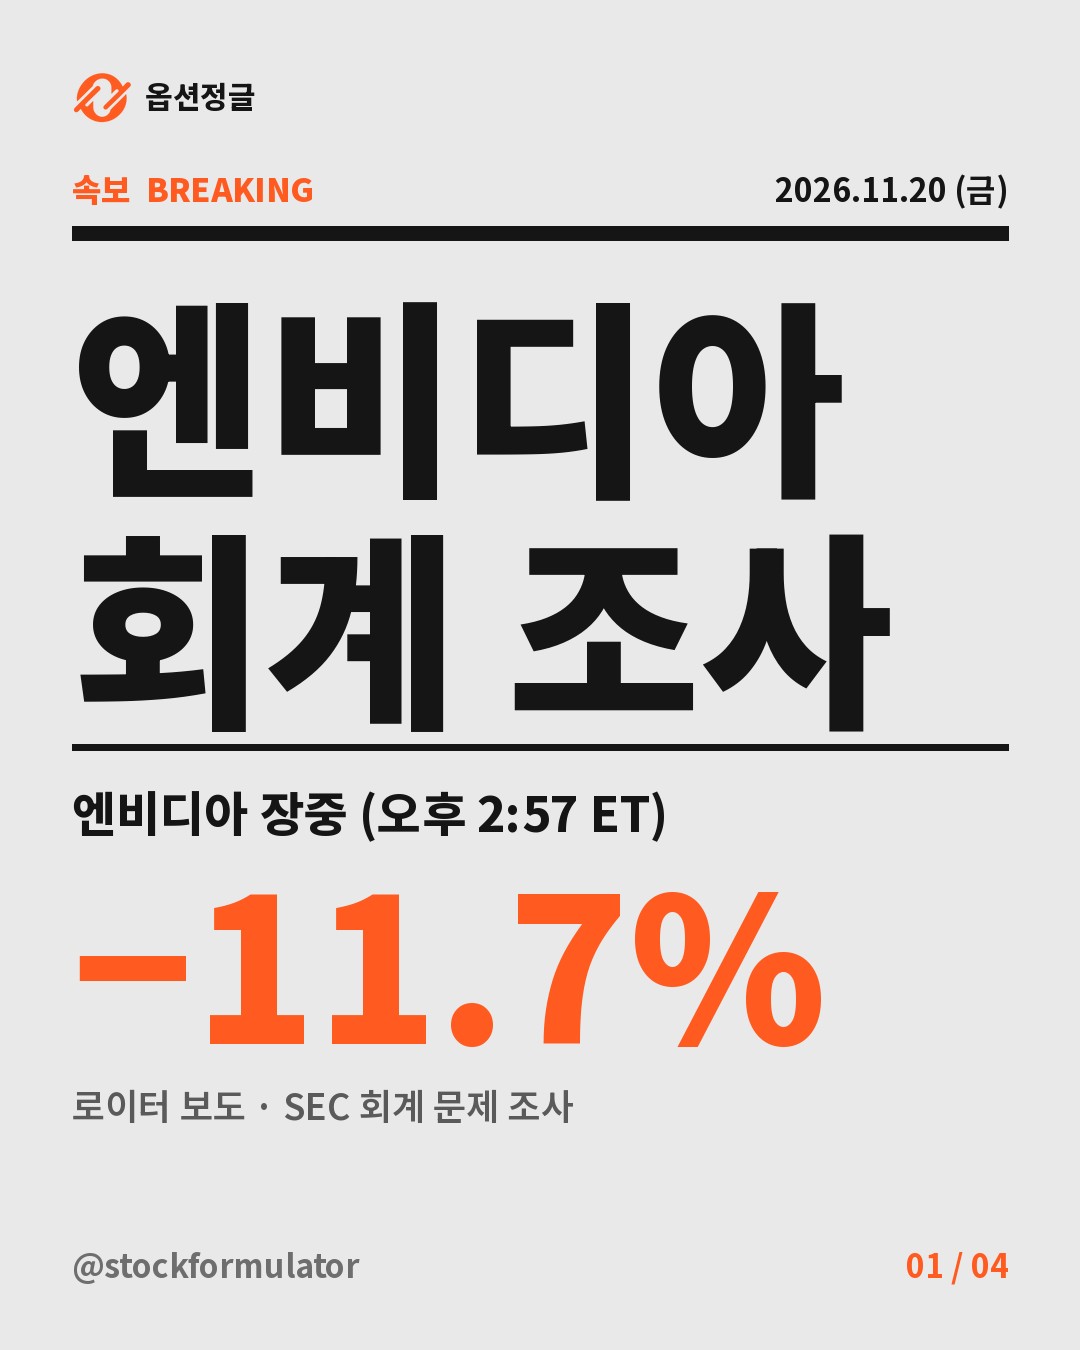 옵션정글
속보 BREAKING
2026.11.20 (금)
엔비디아
회계 조사
엔비디아 장중 (오후 2:57 ET)
−11.7%
로이터 보도 · SEC 회계 문제 조사
@stockformulator
01 / 04